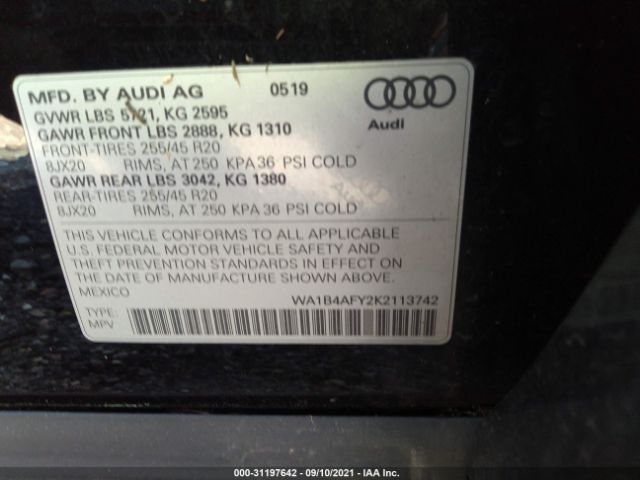 MFD. BY AUDI AG 0519
GVWR LBS 5721, KG 2595
GAWR FRONT LBS 2888, KG 1310
FRONT-TIRES 255/45 R20
8JX20 RIMS, AT 250 KPA 36 PSI COLD
GAWR REAR LBS 3042, KG 1380
REAR-TIRES 255/45 R20
8JX20 RIMS, AT 250 KPA 36 PSI COLD
Audi
THIS VEHICLE CONFORMS TO ALL APPLICABLE
U.S. FEDERAL MOTOR VEHICLE SAFETY AND
THEFT PREVENTION STANDARDS IN EFFECT ON
THE DATE OF MANUFACTURE SHOWN ABOVE.
MEXICO
WA1B4AFY2K2113742
TYPE:
MPV
000-31197642 - 09/10/2021 - IAA Inc.